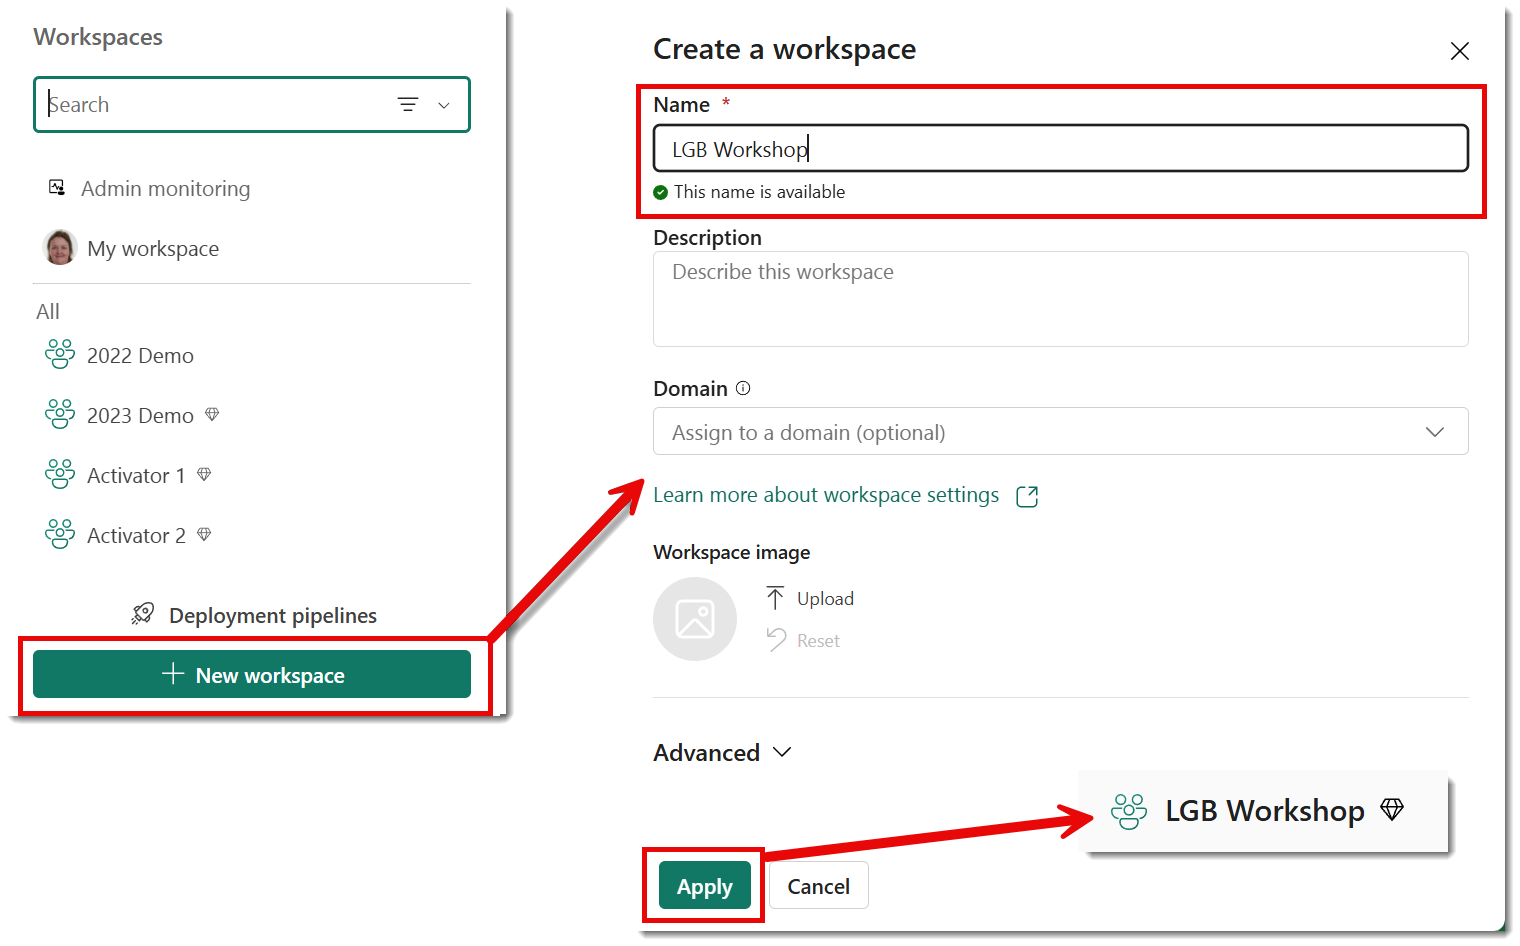 Workspaces
Search
Admin monitoring
My workspace
All
2022 Demo
2023 Demo
Activator 1
Activator 2
Deployment pipelines
New workspace
Create a workspace
Name *
LGB Workshop
This name is available
Description
Describe this workspace
Domain
Assign to a domain (optional)
Learn more about workspace settings
Workspace image
Upload
Reset
Advanced
LGB Workshop
Apply
Cancel